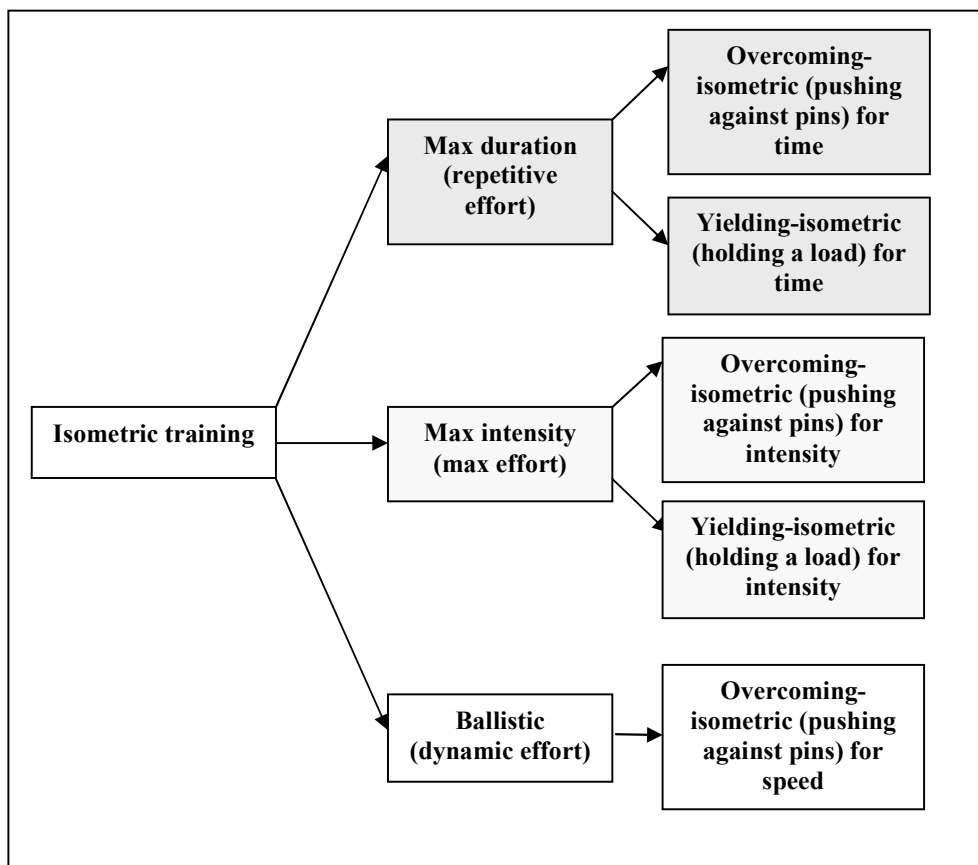 Isometric training
Max duration
(repetitive
effort)
Overcoming-
isometric (pushing
against pins) for
time
Yielding-isometric
(holding a load) for
time
Max intensity
(max effort)
Overcoming-
isometric (pushing
against pins) for
intensity
Yielding-isometric
(holding a load) for
intensity
Ballistic
(dynamic effort)
Overcoming-
isometric (pushing
against pins) for
speed